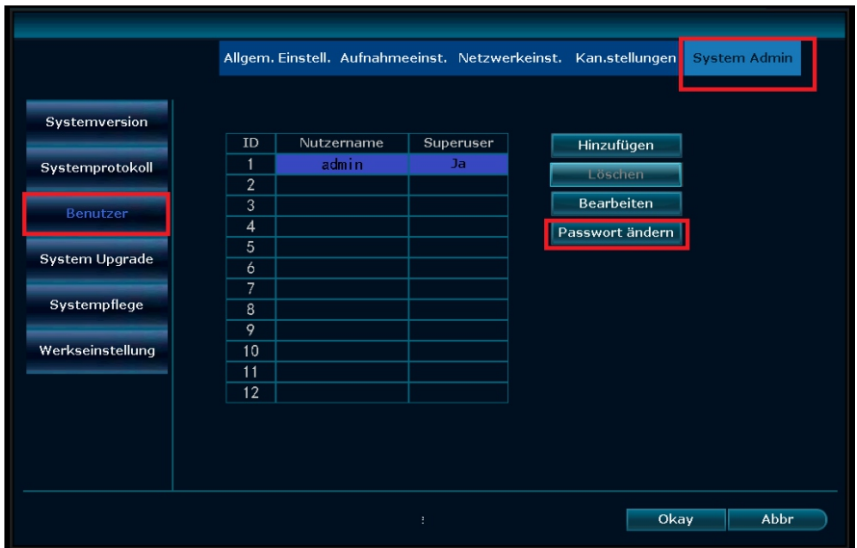 Allgem. Einstell. Aufnahmeeinst. Netzwerkeinst. Kan.stellungen System Admin
Systemversion
Systemprotokoll
Benutzer
System Upgrade
Systempflege
Werkseinstellung
ID Nutzername Superuser
1 admin Ja
2
3
4
5
6
7
8
9
10
11
12
Hinzufügen
Löschen
Bearbeiten
Passwort ändern
Okay Abbr